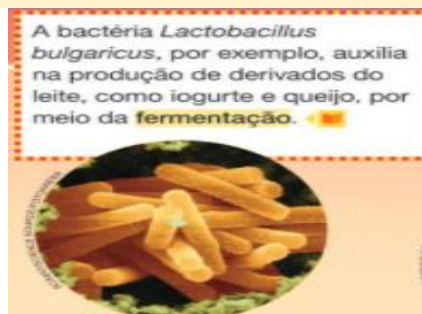 A bactéria Lactobacillus
bulgaricus, por exemplo, auxilia
na produção de derivados do
leite, como iogurte e queijo, por
meio da fermentação.